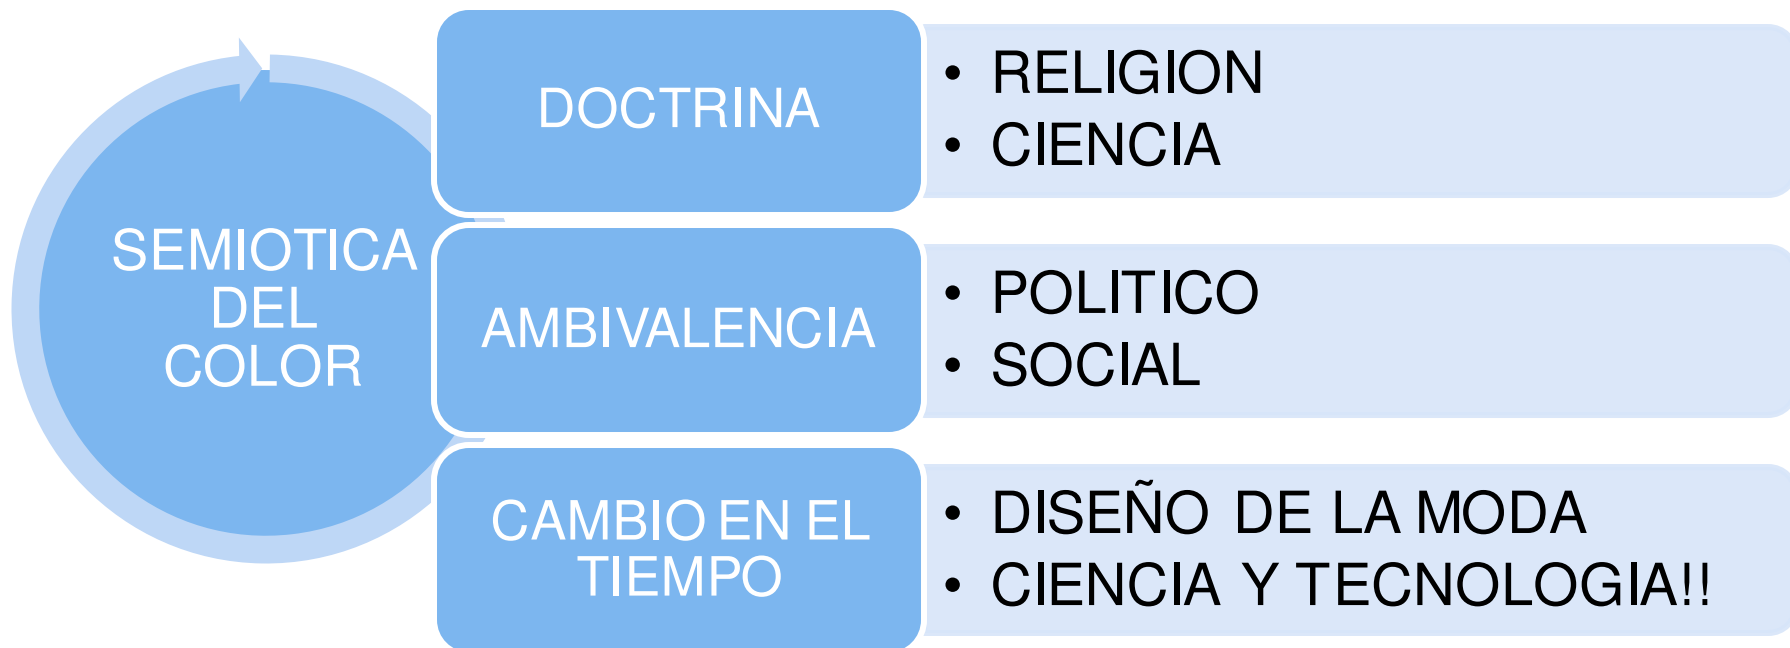 SEMIOTICA
DEL
COLOR
DOCTRINA
• RELIGION
• CIENCIA
AMBIVALENCIA
• POLITICO
• SOCIAL
CAMBIO EN EL
TIEMPO
• DISEÑO DE LA MODA
• CIENCIA Y TECNOLOGIA!!